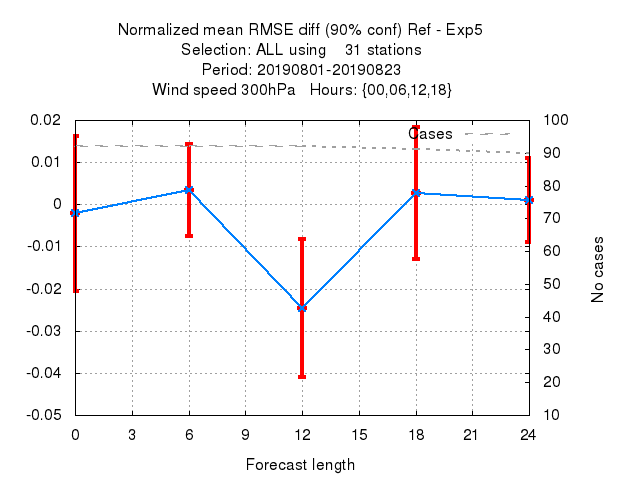 Normalized mean RMSE diff (90% conf) Ref - Exp5
Selection: ALL using    31 stations
Period: 20190801-20190823
Wind speed 300hPa   Hours: {00,06,12,18}
0.02
0.01
0
-0.01
-0.02
-0.03
-0.04
-0.05
Cases
100
90
80
70
60
50
40
30
20
10
No cases
0 3 6 9 12 15 18 21 24
Forecast length